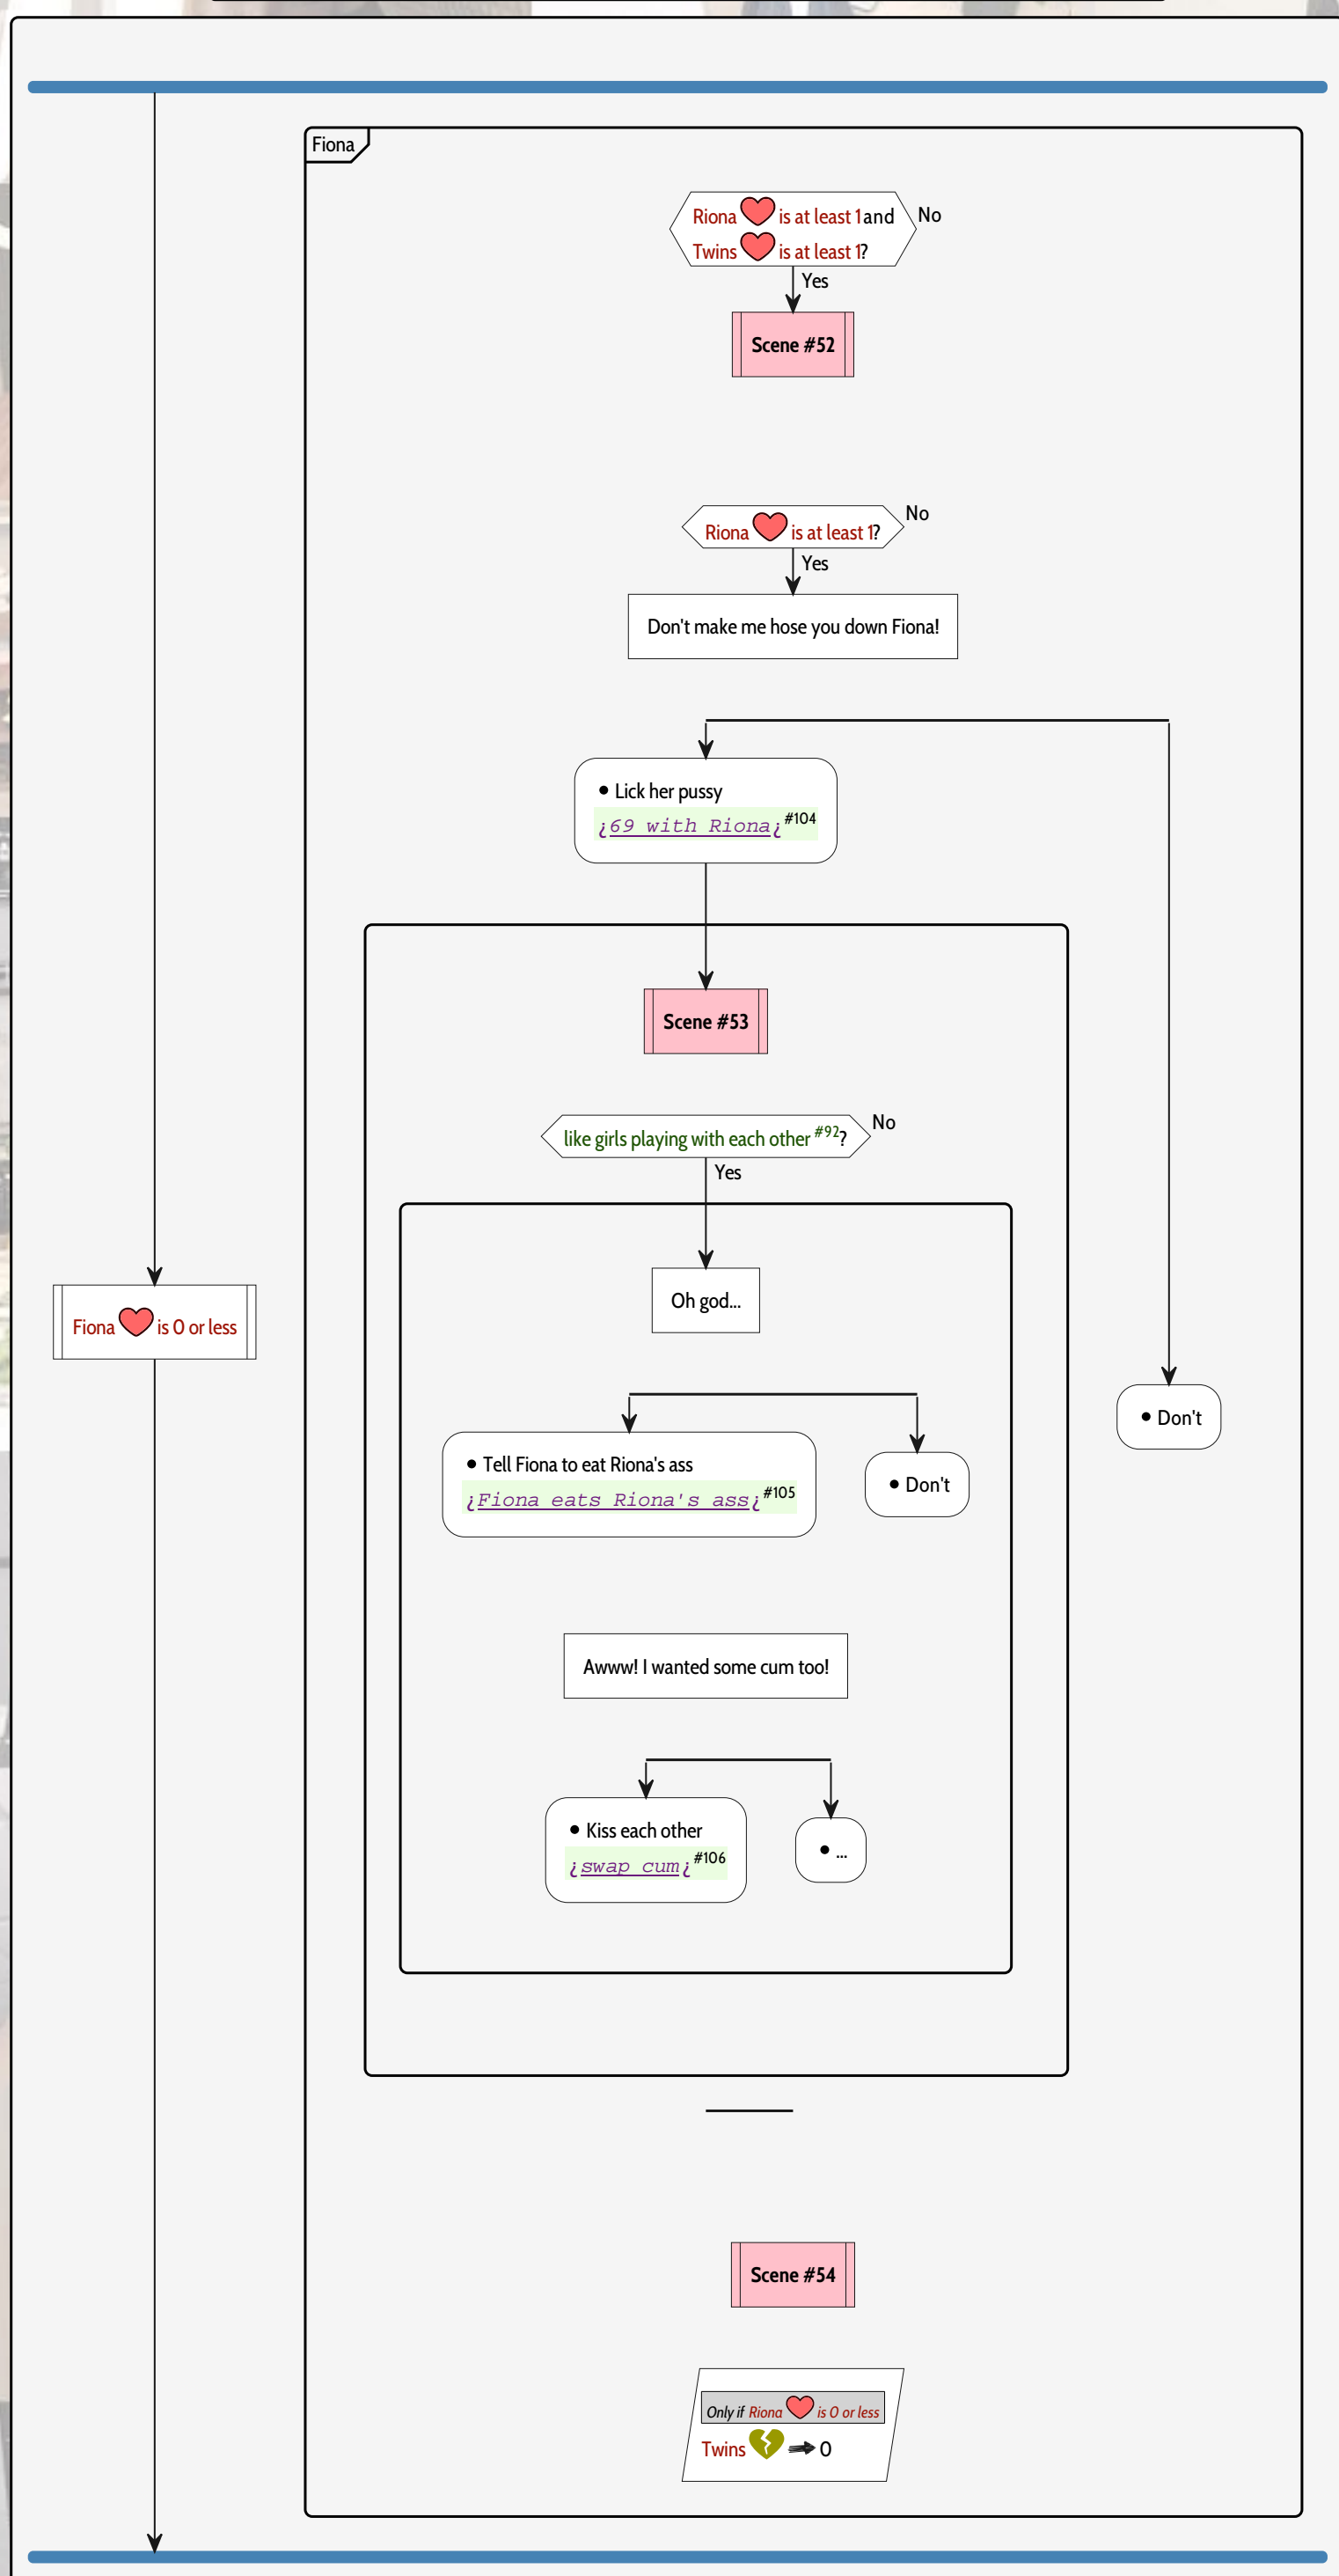 Fiona
Riona is at least 1 and
Twins is at least 1?
No
Yes
Scene #52
Riona is at least 1?
No
Yes
Don't make me hose you down Fiona!
• Lick her pussy
¿69 with Riona¿ #104
Scene #53
like girls playing with each other #92?
No
Yes
Oh god...
Fiona is 0 or less
• Don't
• Tell Fiona to eat Riona's ass
¿Fiona eats Riona's ass¿ #105
• Don't
Awww! I wanted some cum too!
• Kiss each other
¿swap cum¿ #106
• ...
Scene #54
Only if Riona is 0 or less
Twins 0